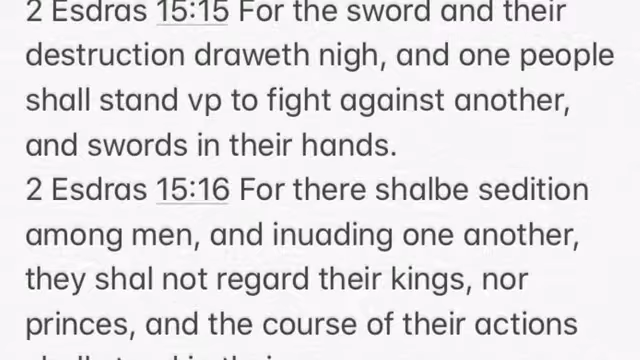 2 Esdras 15:15 For the sword and their
destruction draweth nigh, and one people
shall stand vp to fight against another,
and swords in their hands.
2 Esdras 15:16 For there shalbe sedition
among men, and inuading one another,
they shal not regard their kings, nor
princes, and the course of their actions